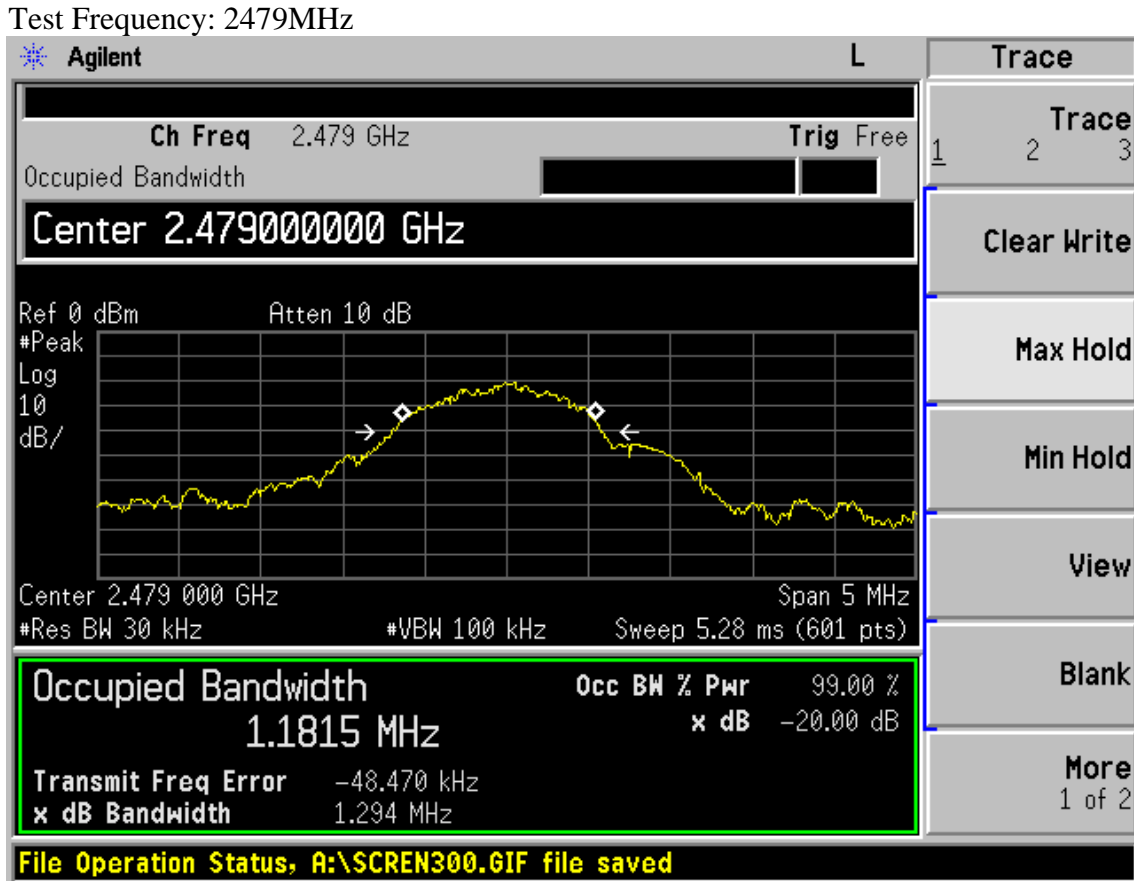 Test Frequency: 2479MHz
Agilent L
Ch Freq 2.479 GHz Trig Free
Occupied Bandwidth
Center 2.479000000 GHz
Ref 0 dBm Atten 10 dB
#Peak
Log
10
dB/
Center 2.479 000 GHz Span 5 MHz
#Res BW 30 kHz #VBW 100 kHz Sweep 5.28 ms (601 pts)
Occupied Bandwidth Occ BW % Pwr 99.00 %
1.1815 MHz x dB -20.00 dB
Transmit Freq Error -48.470 kHz
x dB Bandwidth 1.294 MHz
File Operation Status, A:\SCREN300.GIF file saved
Trace
Trace
1 2 3
Clear Write
Max Hold
Min Hold
View
Blank
More
1 of 2